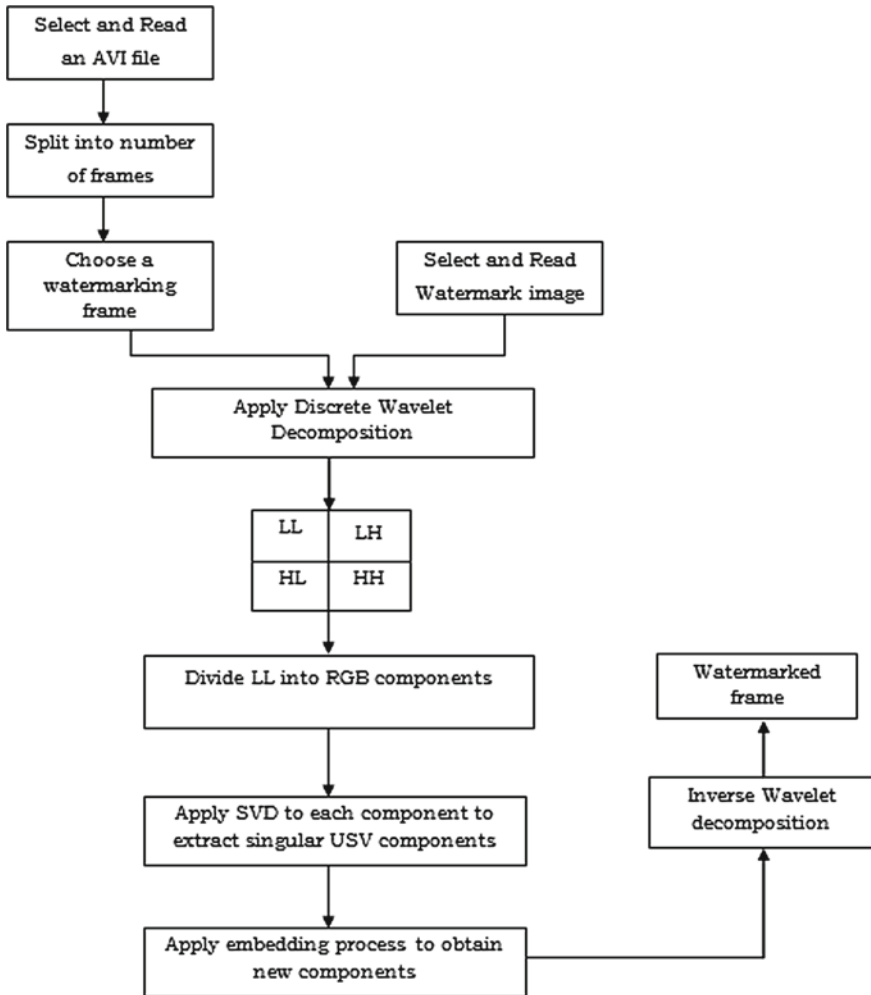 Select and Read
an AVI file
Split into number
of frames
Choose a
watermarking
frame
Select and Read
Watermark image
Apply Discrete Wavelet
Decomposition
LL
LH
HL
HH
Divide LL into RGB components
Apply SVD to each component to
extract singular USV components
Apply embedding process to obtain
new components
Inverse Wavelet
decomposition
Watermarked
frame